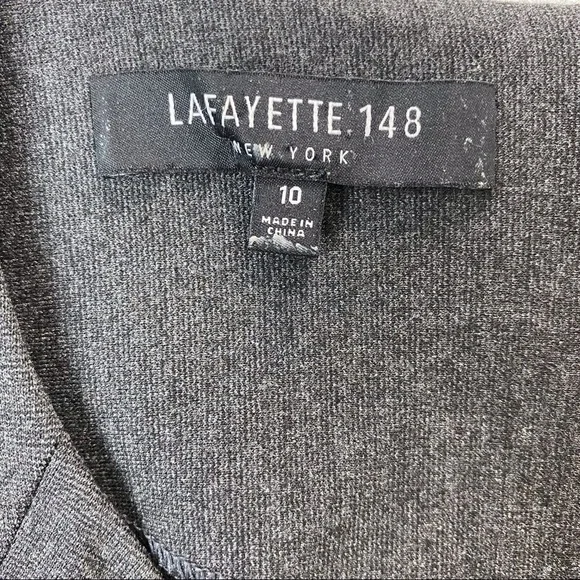 LAFAYETTE 148
NEW YORK
10
MADE IN
CHINA